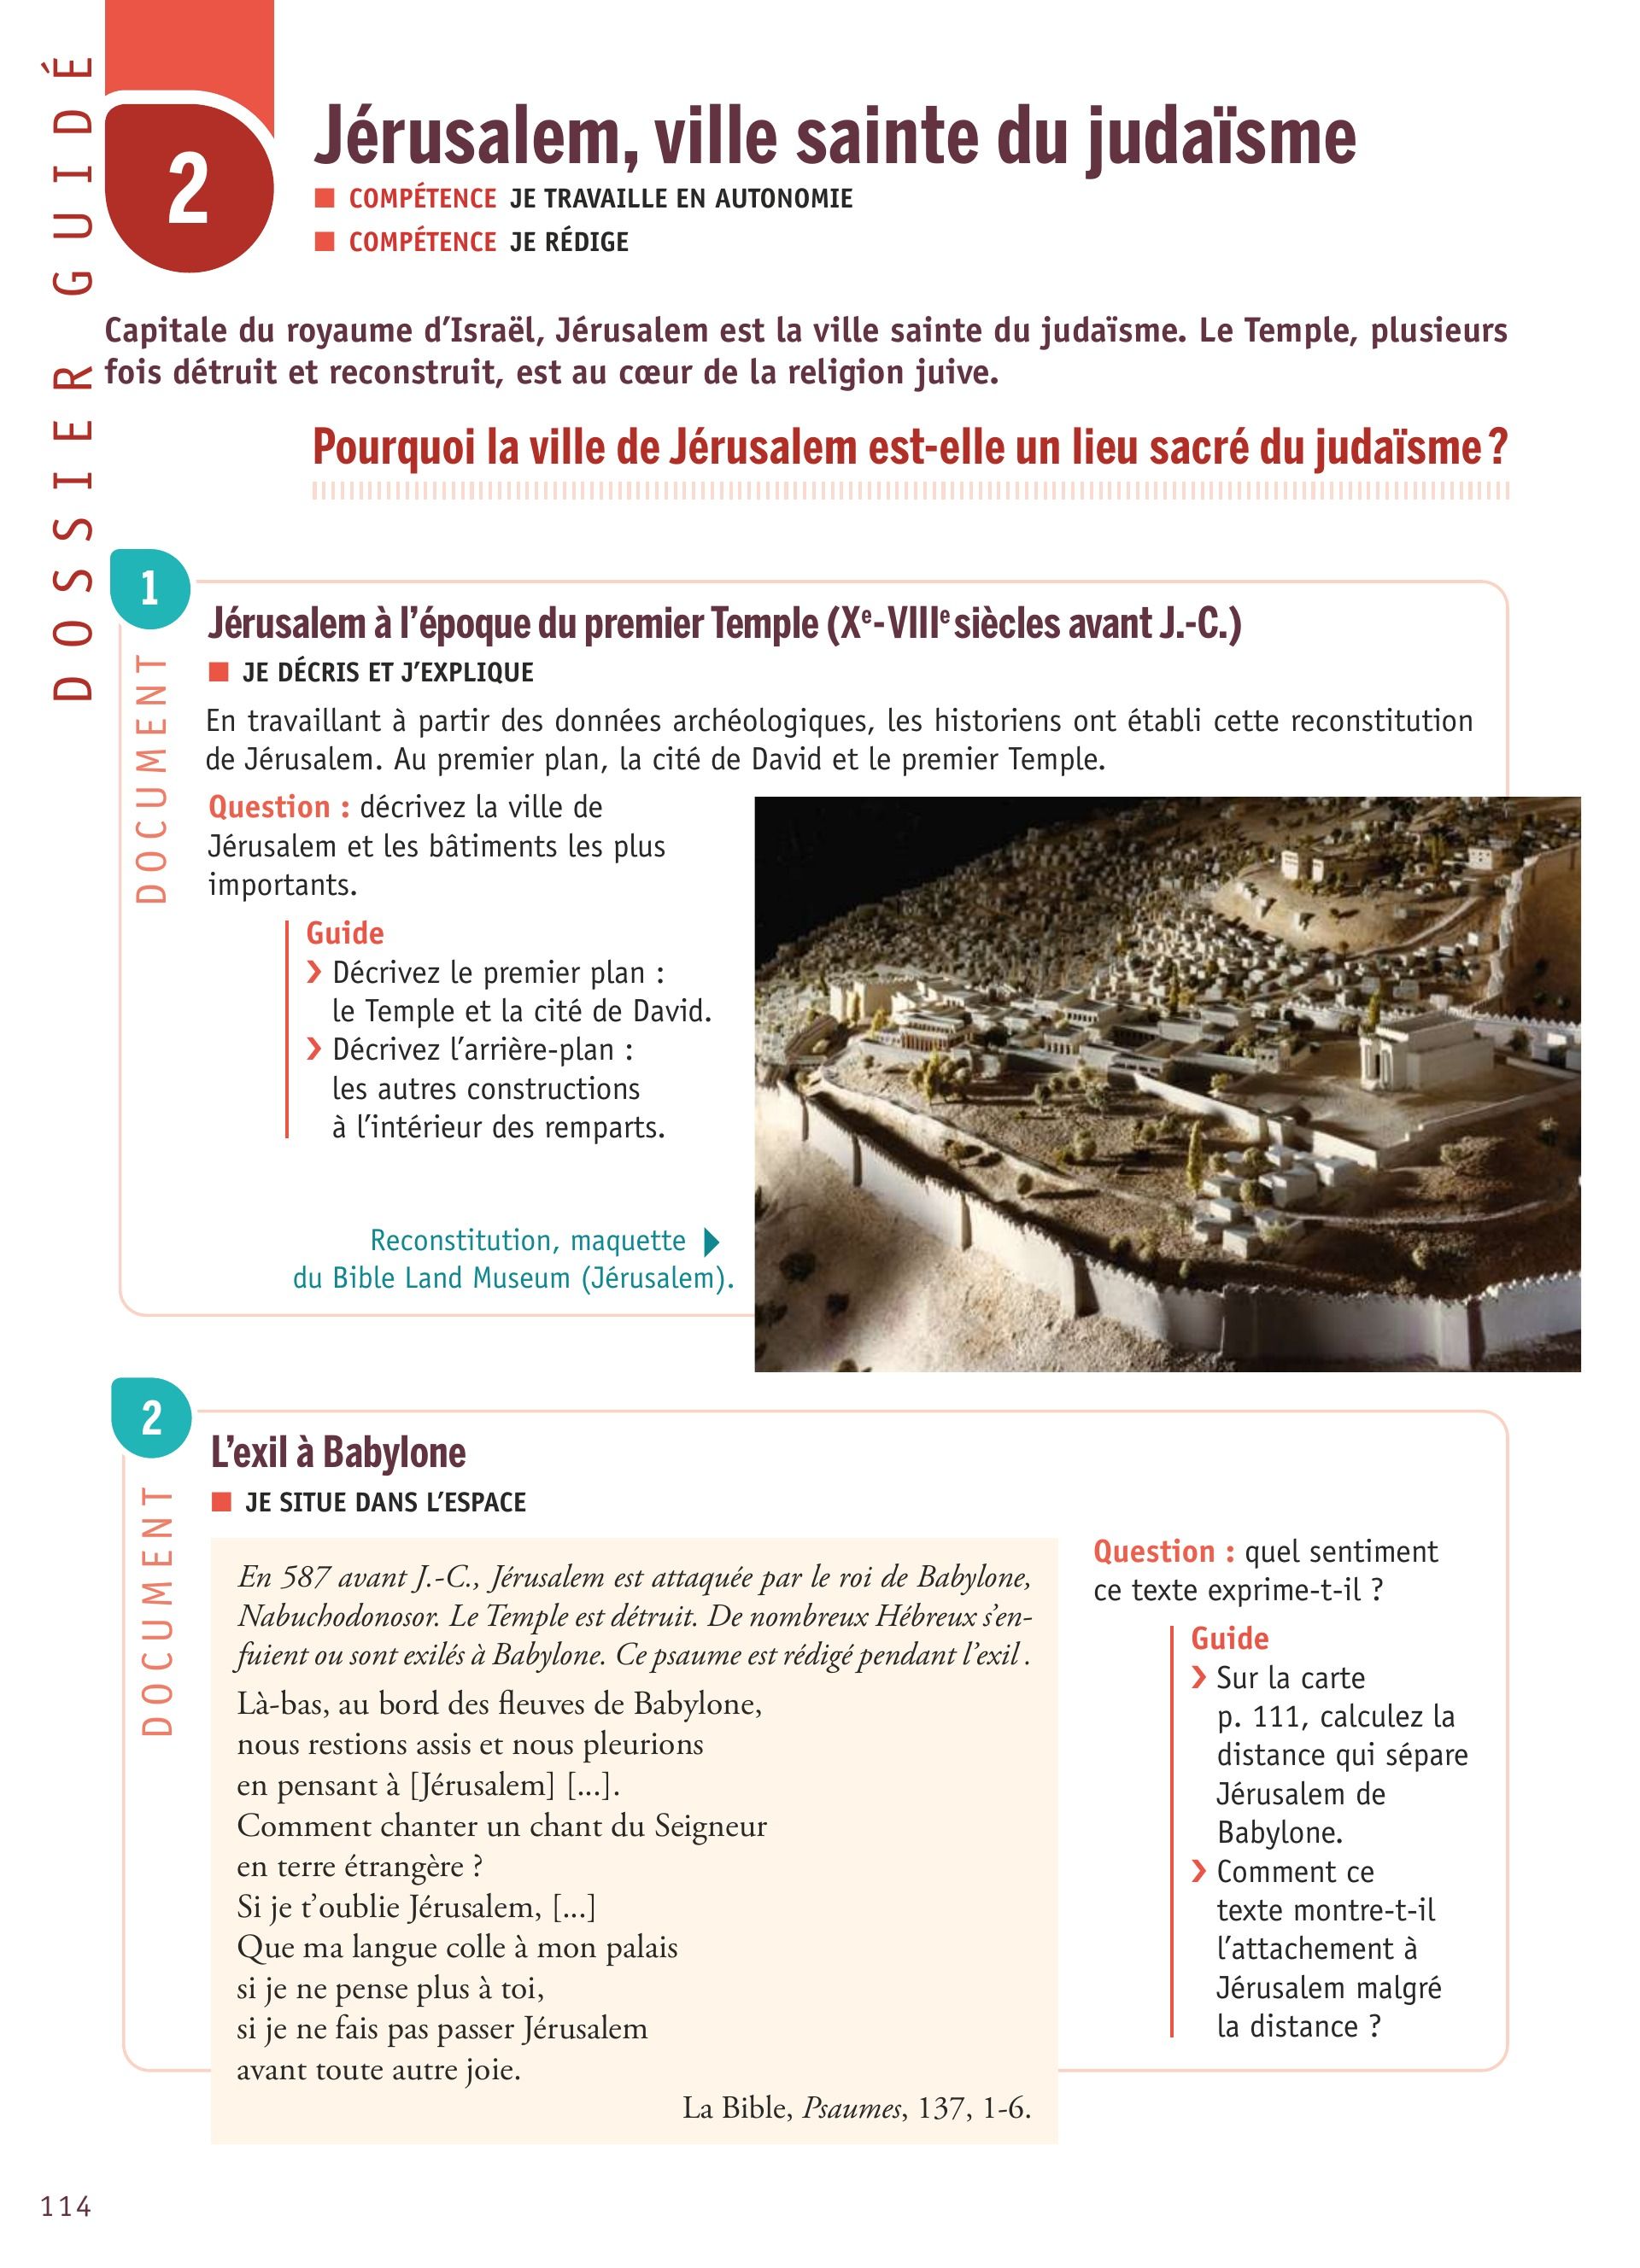 DOSSIER GUIDÉ
2
Jérusalem, ville sainte du judaïsme
COMPÉTENCE JE TRAVAILLE EN AUTONOMIE
COMPÉTENCE JE RÉDIGE
Capitale du royaume d'Israël, Jérusalem est la ville sainte du judaïsme. Le Temple, plusieurs
fois détruit et reconstruit, est au cœur de la religion juive.
Pourquoi la ville de Jérusalem est-elle un lieu sacré du judaïsme ?
DOCUMENT
1
Jérusalem à l'époque du premier Temple (Xe-VIIIe siècles avant J.-C.)
JE DÉCRIS ET J'EXPLIQUE
En travaillant à partir des données archéologiques, les historiens ont établi cette reconstitution
de Jérusalem. Au premier plan, la cité de David et le premier Temple.
Question : décrivez la ville de
Jérusalem et les bâtiments les plus
importants.
Guide
❯ Décrivez le premier plan :
le Temple et la cité de David.
❯ Décrivez l'arrière-plan :
les autres constructions
à l'intérieur des remparts.
Reconstitution, maquette ▶
du Bible Land Museum (Jérusalem).
DOCUMENT
2
L'exil à Babylone
JE SITUE DANS L'ESPACE
En 587 avant J.-C., Jérusalem est attaquée par le roi de Babylone,
Nabuchodonosor. Le Temple est détruit. De nombreux Hébreux s'en-
fuient ou sont exilés à Babylone. Ce psaume est rédigé pendant l'exil .
Là-bas, au bord des fleuves de Babylone,
nous restions assis et nous pleurions
en pensant à [Jérusalem] [...].
Comment chanter un chant du Seigneur
en terre étrangère ?
Si je t'oublie Jérusalem, [...]
Que ma langue colle à mon palais
si je ne pense plus à toi,
si je ne fais pas passer Jérusalem
avant toute autre joie.
La Bible, Psaumes, 137, 1-6.
Question : quel sentiment
ce texte exprime-t-il ?
Guide
❯ Sur la carte
p. 111, calculez la
distance qui sépare
Jérusalem de
Babylone.
❯ Comment ce
texte montre-t-il
l'attachement à
Jérusalem malgré
la distance ?
114